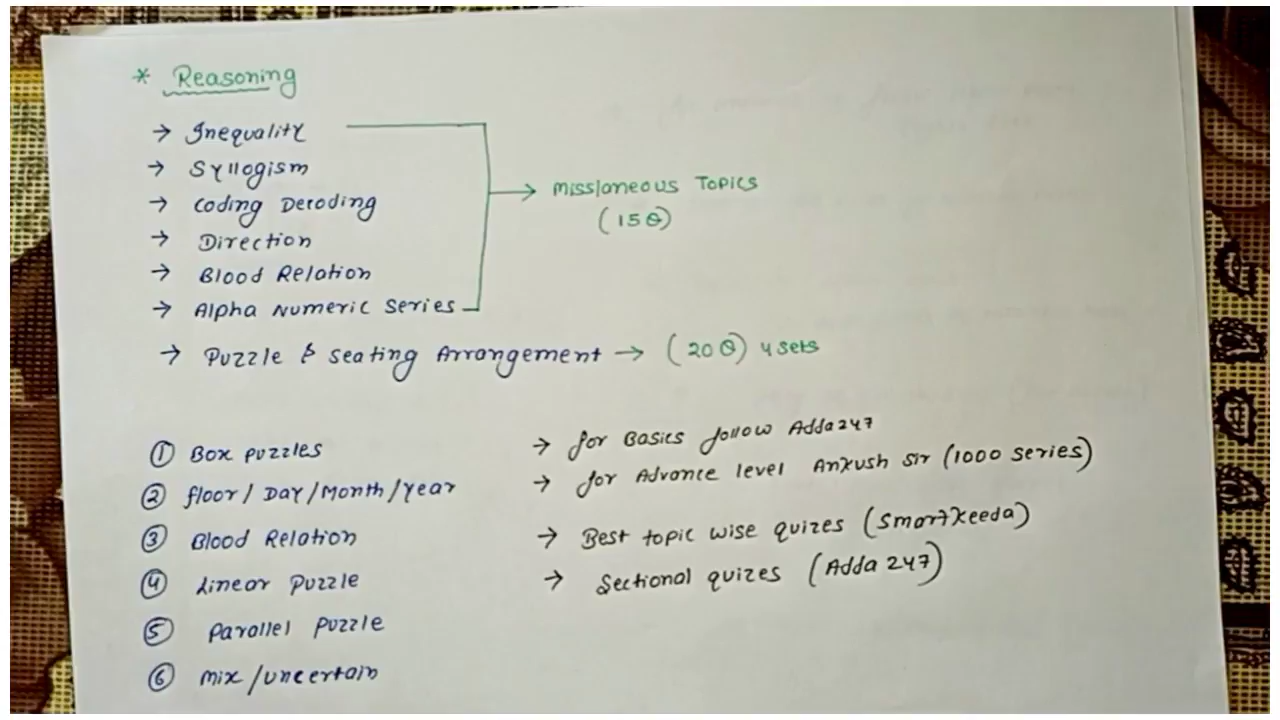 * Reasoning
→ Inequality
→ Syllogism
→ Coding Decoding
→ Direction
→ Blood Relation
→ Alpha Numeric Series
→ Misslaneous Topics
(15Q)
→ Puzzle & Seating Arrangement → (20Q) 4 sets
① Box puzzles
② floor / Day / Month / Year
③ Blood Relation
④ Linear Puzzle
⑤ Parallel Puzzle
⑥ Mix / uncertain
→ for Basics follow Adda247
→ for Advance level Ankush sir (1000 series)
→ Best topic wise quizes (Smartkeeda)
→ Sectional quizes (Adda 247)